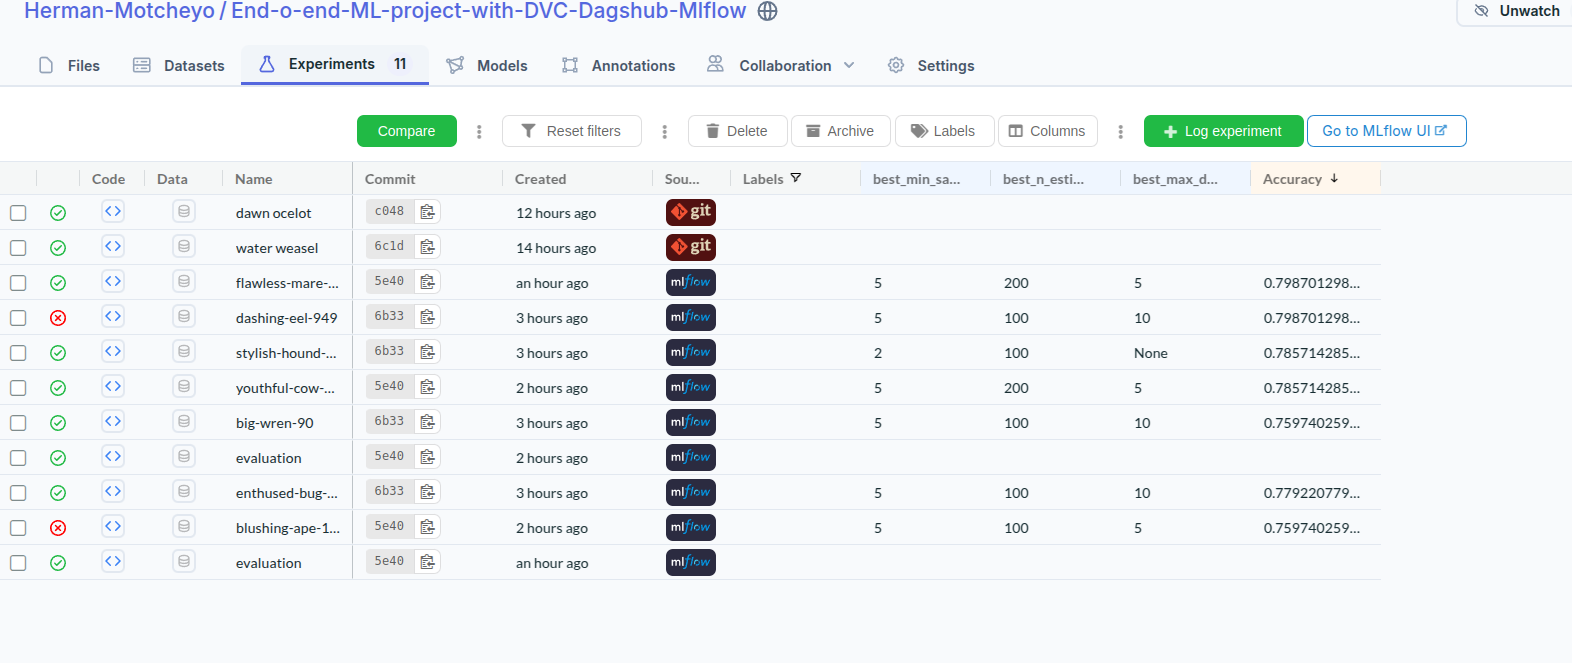 Herman-Motcheyo / End-o-end-ML-project-with-DVC-Dagshub-Mlflow
Unwatch
Files Datasets Experiments 11 Models Annotations Collaboration Settings
Compare Reset filters Delete Archive Labels Columns Log experiment Go to MLflow UI
Code Data Name Commit Created Sou... Labels best_min_sa... best_n_esti... best_max_d... Accuracy
dawn ocelot c048 12 hours ago git
water weasel 6c1d 14 hours ago git
flawless-mare-... 5e40 an hour ago mlflow 5 200 5 0.798701298...
dashing-eel-949 6b33 3 hours ago mlflow 5 100 10 0.798701298...
stylish-hound-... 6b33 3 hours ago mlflow 2 100 None 0.785714285...
youthful-cow-... 5e40 2 hours ago mlflow 5 200 5 0.785714285...
big-wren-90 6b33 3 hours ago mlflow 5 100 10 0.759740259...
evaluation 5e40 2 hours ago mlflow
enthused-bug-... 6b33 3 hours ago mlflow 5 100 10 0.779220779...
blushing-ape-1... 5e40 2 hours ago mlflow 5 100 5 0.759740259...
evaluation 5e40 an hour ago mlflow